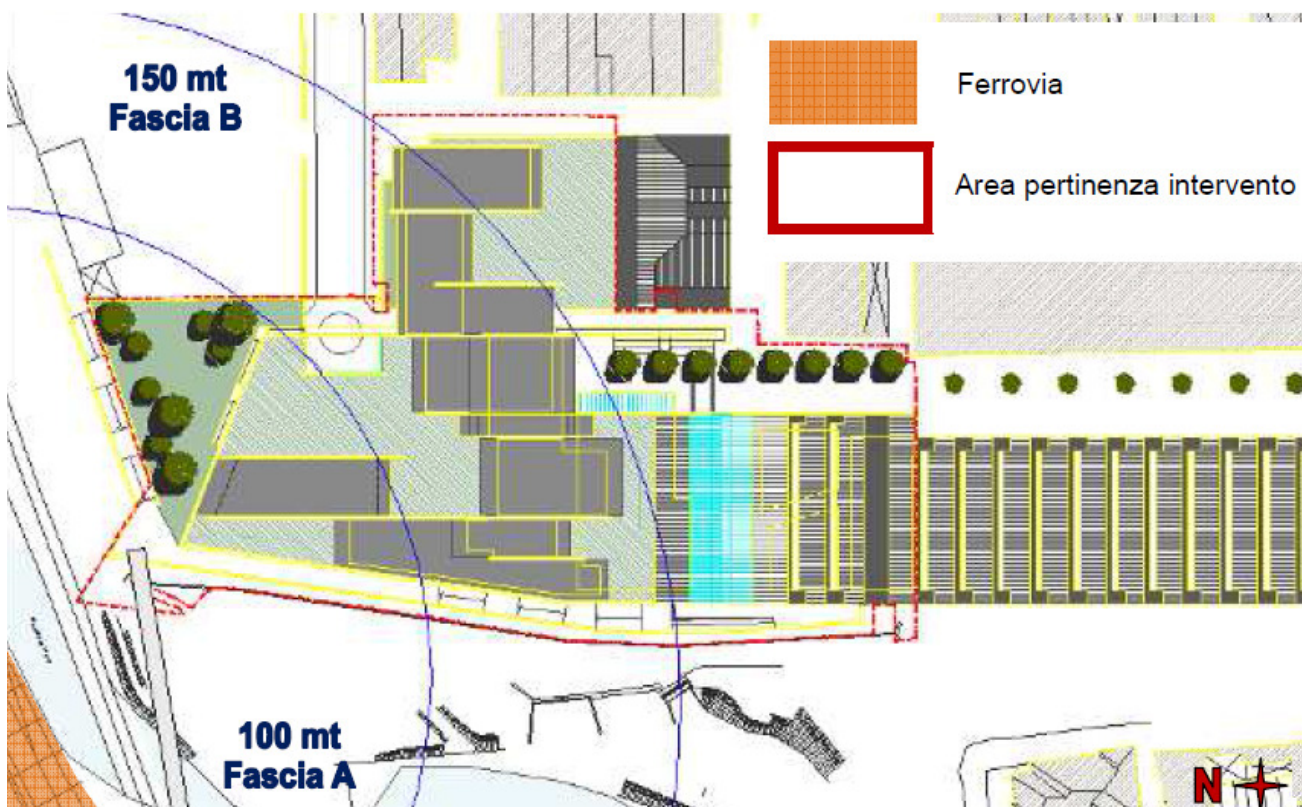 150 mt
Fascia B
Ferrovia
Area pertinenza intervento
100 mt
Fascia A
N